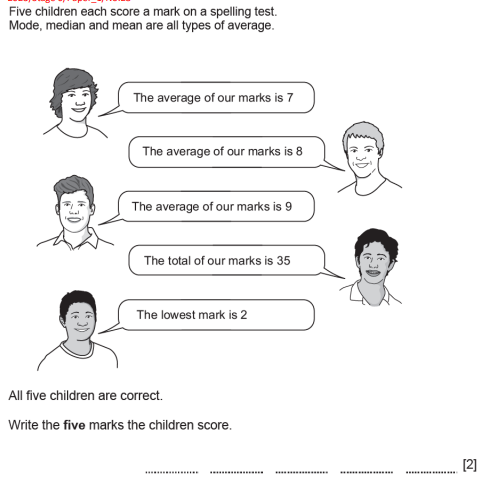 Five children each score a mark on a spelling test.
Mode, median and mean are all types of average.
The average of our marks is 7
The average of our marks is 8
The average of our marks is 9
The total of our marks is 35
The lowest mark is 2
All five children are correct.
Write the five marks the children score.
[2]